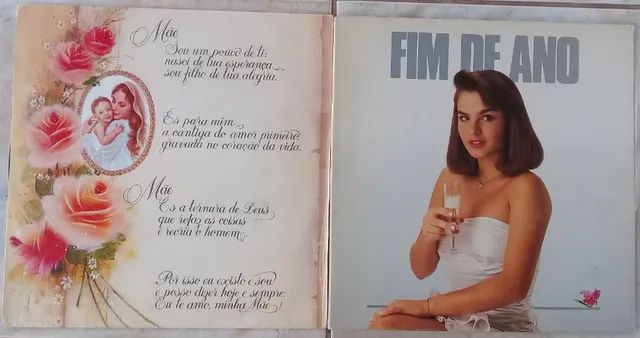 Mãe
Sou um pouco de ti:
nasci de tua esperança,
sou filho de tua alegria.
És para mim
a cantiga do amor primeiro
gravada no coração da vida.
Mãe
És a ternura de Deus
que refaz as coisas
e recria o homem.
Por isso eu existo e sou
e posso dizer hoje e sempre:
Eu te amo, minha Mãe!
FIM DE ANO